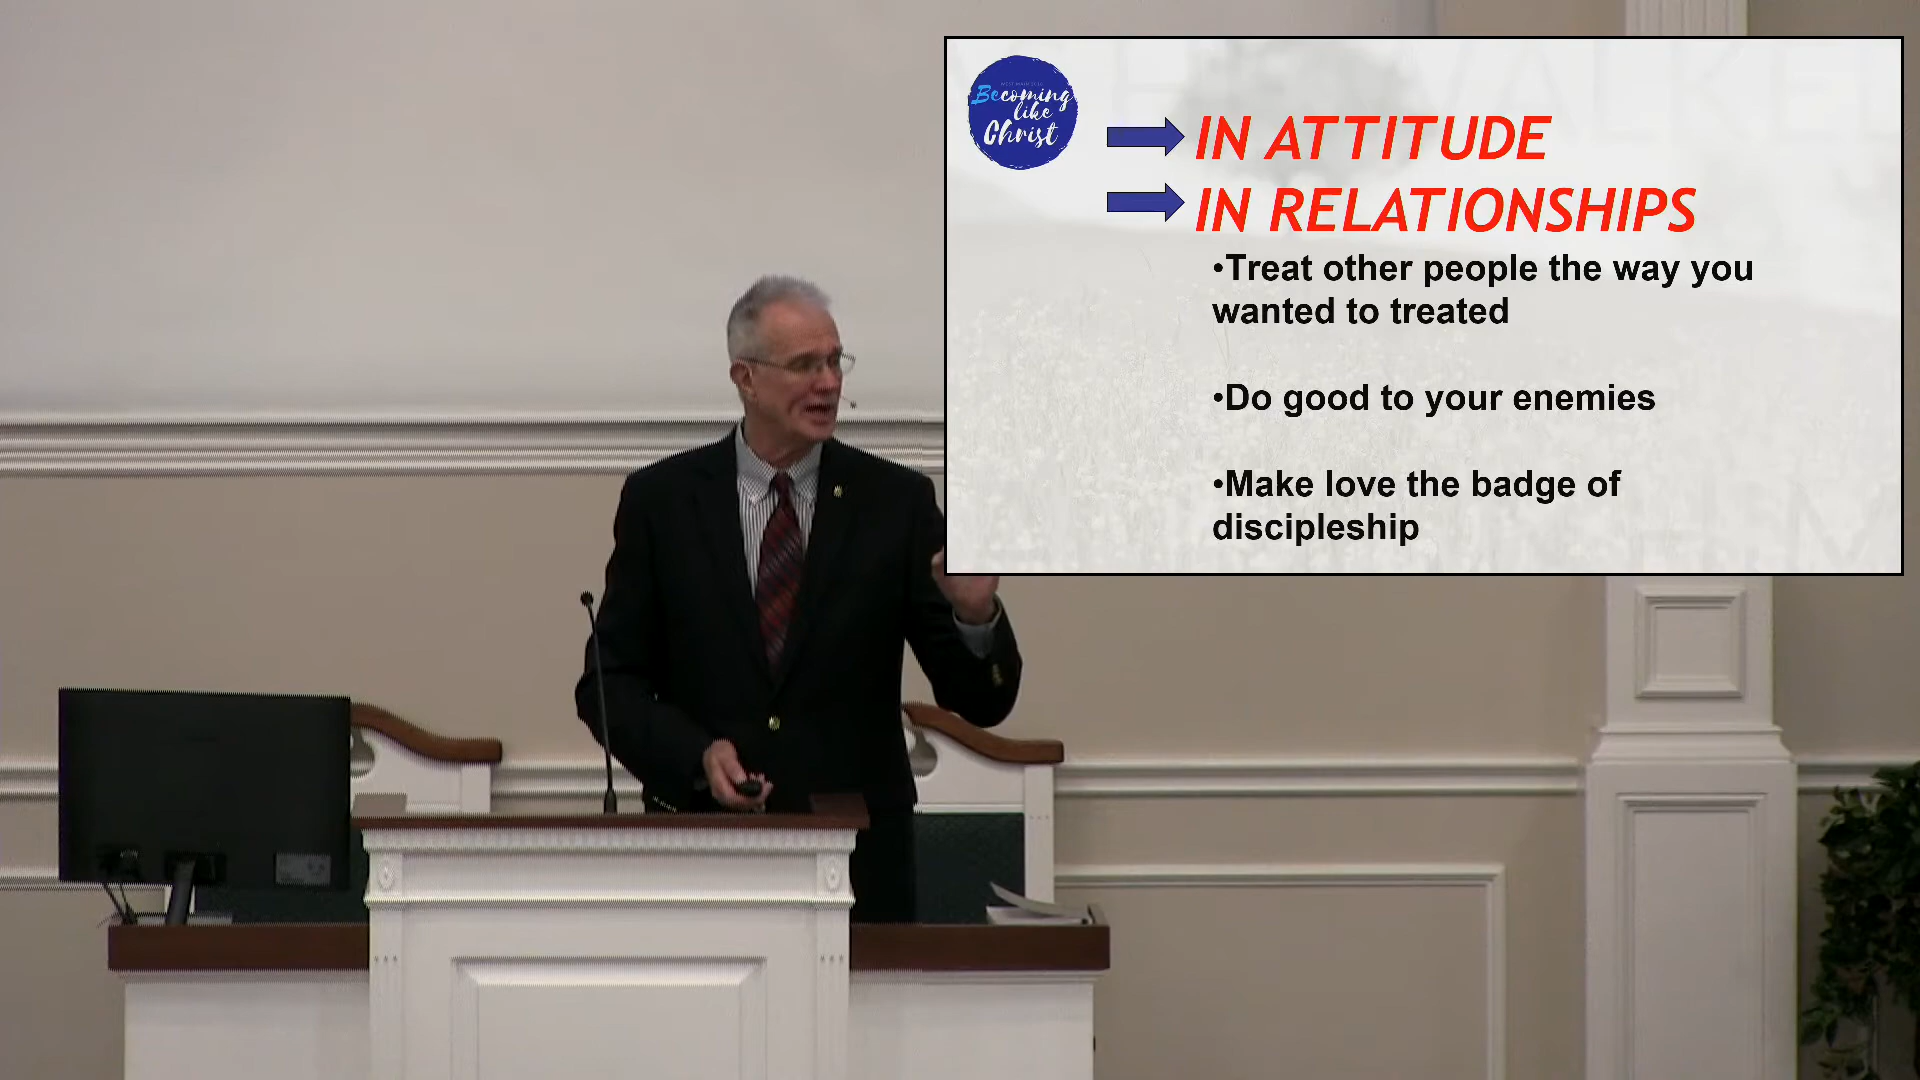 Becoming
like
Christ
IN ATTITUDE
IN RELATIONSHIPS
•Treat other people the way you
wanted to treated
•Do good to your enemies
•Make love the badge of
discipleship